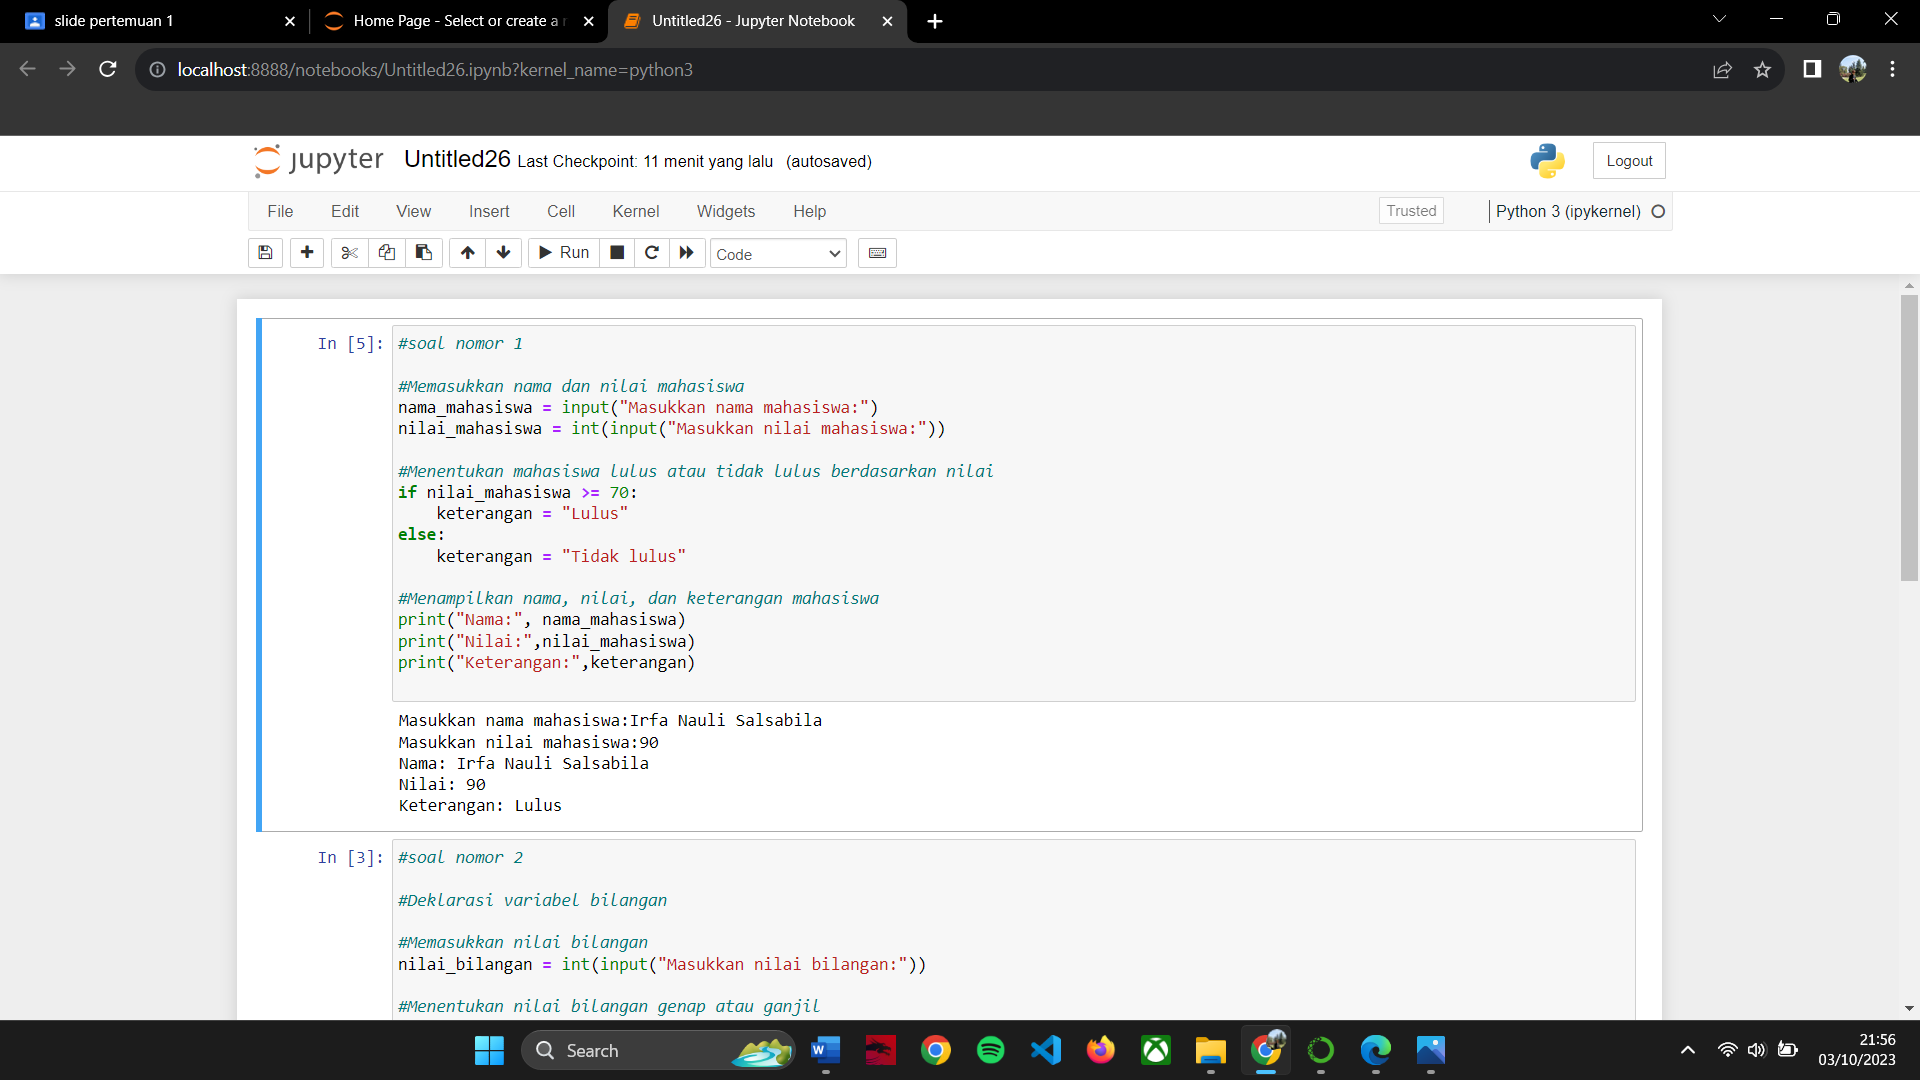 slide pertemuan 1
Home Page - Select or create a
Untitled26 - Jupyter Notebook
localhost:8888/notebooks/Untitled26.ipynb?kernel_name=python3
jupyter Untitled26 Last Checkpoint: 11 menit yang lalu (autosaved)
Logout
File Edit View Insert Cell Kernel Widgets Help
Trusted
Python 3 (ipykernel)
Run
Code
In [5]:
#soal nomor 1
#Memasukkan nama dan nilai mahasiswa
nama_mahasiswa = input("Masukkan nama mahasiswa:")
nilai_mahasiswa = int(input("Masukkan nilai mahasiswa:"))
#Menentukan mahasiswa lulus atau tidak lulus berdasarkan nilai
if nilai_mahasiswa >= 70:
    keterangan = "Lulus"
else:
    keterangan = "Tidak lulus"
#Menampilkan nama, nilai, dan keterangan mahasiswa
print("Nama:", nama_mahasiswa)
print("Nilai:",nilai_mahasiswa)
print("Keterangan:",keterangan)
Masukkan nama mahasiswa:Irfa Nauli Salsabila
Masukkan nilai mahasiswa:90
Nama: Irfa Nauli Salsabila
Nilai: 90
Keterangan: Lulus
In [3]:
#soal nomor 2
#Deklarasi variabel bilangan
#Memasukkan nilai bilangan
nilai_bilangan = int(input("Masukkan nilai bilangan:"))
#Menentukan nilai bilangan genap atau ganjil
Search
21:56
03/10/2023